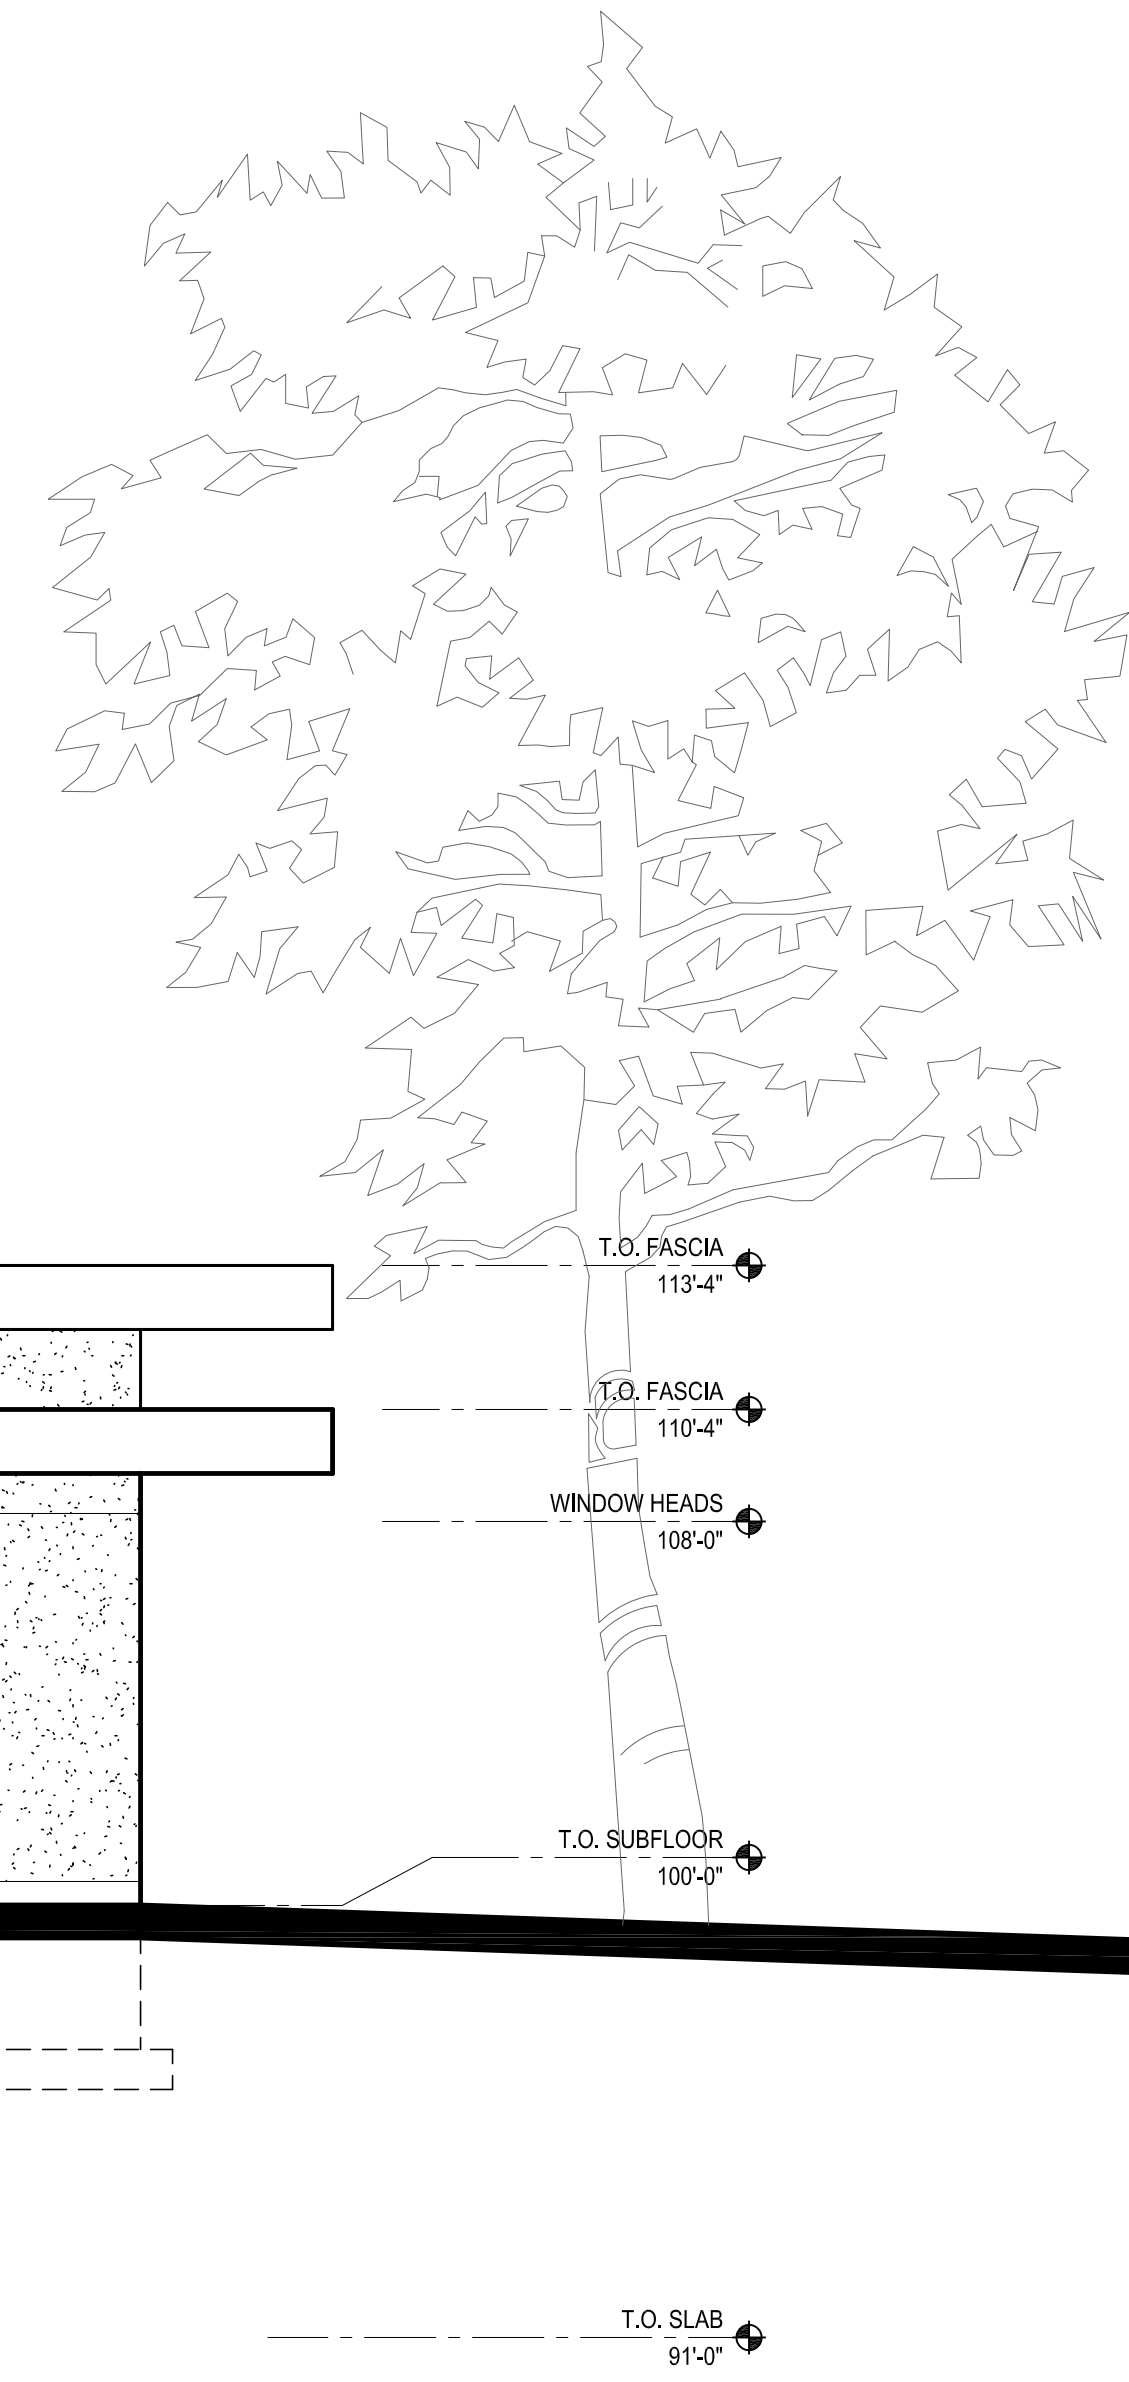 T.O. FASCIA
113'-4"
T.O. FASCIA
110'-4"
WINDOW HEADS
108'-0"
T.O. SUBFLOOR
100'-0"
T.O. SLAB
91'-0"